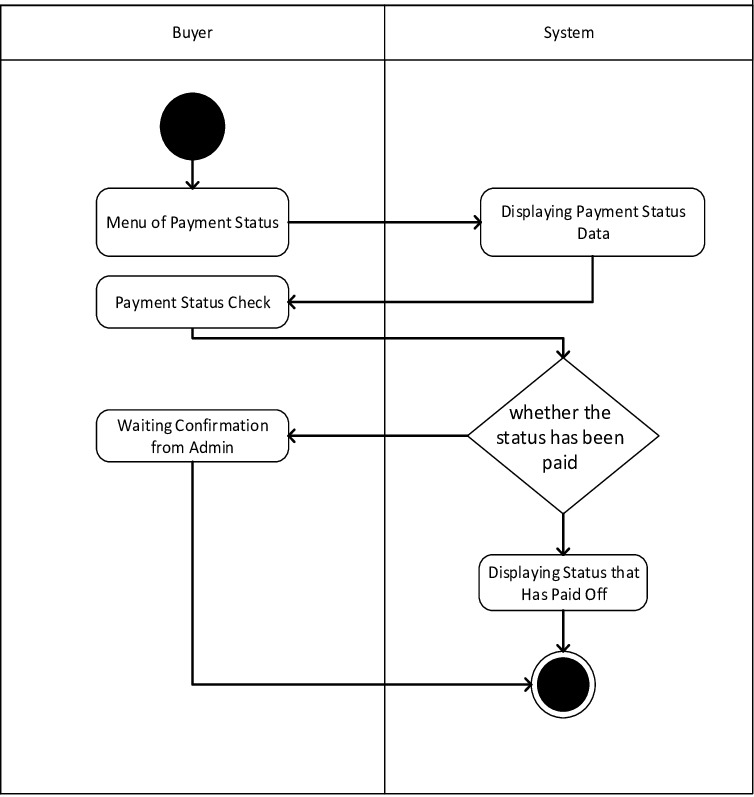 Buyer
System
Menu of Payment Status
Displaying Payment Status
Data
Payment Status Check
whether the
status has been
paid
Waiting Confirmation
from Admin
Displaying Status that
Has Paid Off